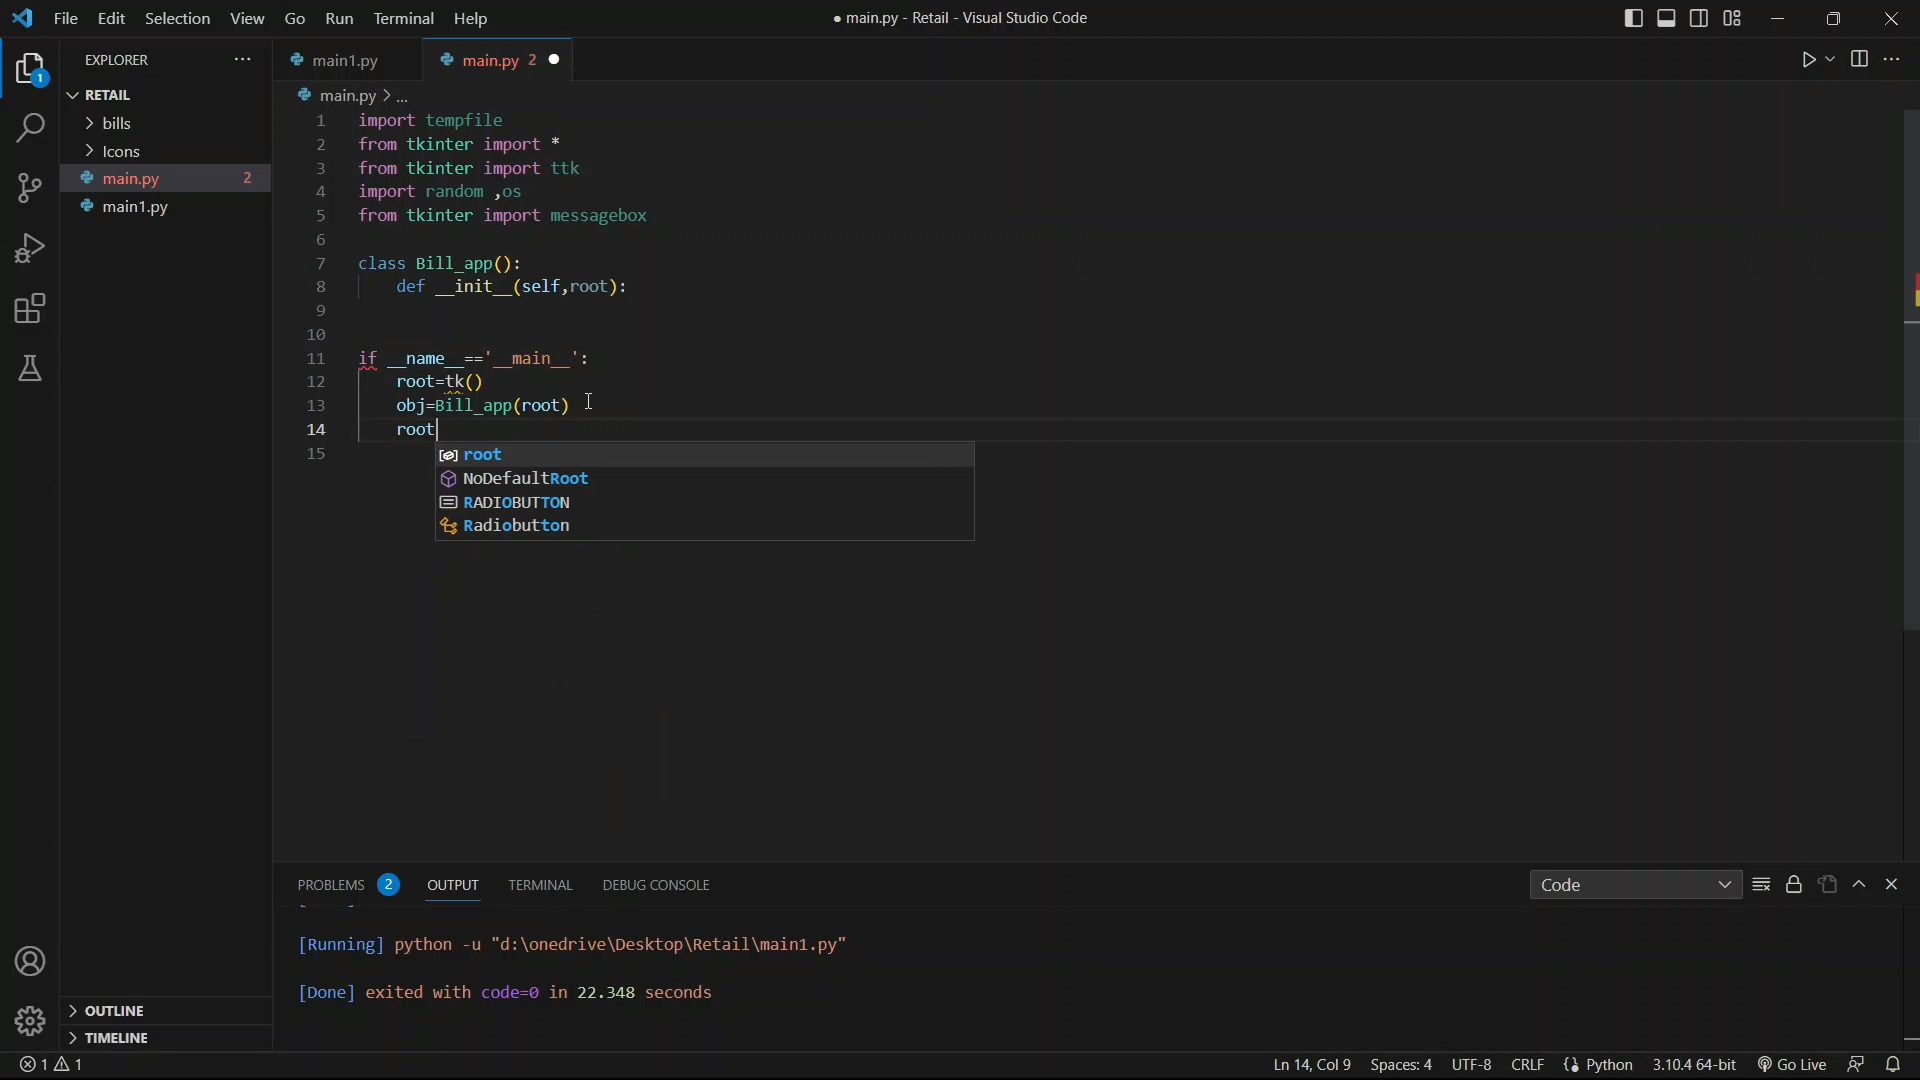 File Edit Selection View Go Run Terminal Help
● main.py - Retail - Visual Studio Code
EXPLORER ...
main1.py
main.py 2
1
RETAIL
main.py > ...
bills
Icons
main.py 2
main1.py
1 import tempfile
2 from tkinter import *
3 from tkinter import ttk
4 import random ,os
5 from tkinter import messagebox
6
7 class Bill_app():
8 def __init__(self,root):
9
10
11 if __name__=='__main__':
12 root=tk()
13 obj=Bill_app(root)
14 root
15
root
NoDefaultRoot
RADIOBUTTON
Radiobutton
PROBLEMS 2 OUTPUT TERMINAL DEBUG CONSOLE
Code
[Running] python -u "d:\onedrive\Desktop\Retail\main1.py"
[Done] exited with code=0 in 22.348 seconds
OUTLINE
TIMELINE
1 1
Ln 14, Col 9 Spaces: 4 UTF-8 CRLF Python 3.10.4 64-bit Go Live